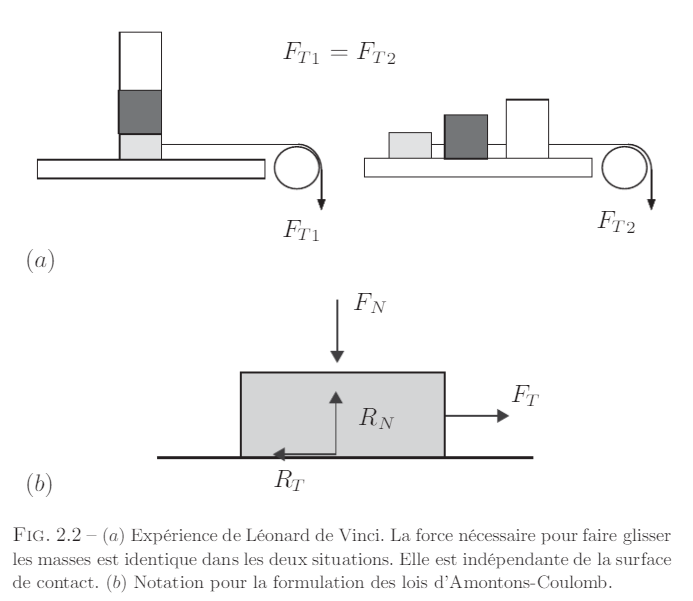 F_{T1} = F_{T2}
F_{T1}
F_{T2}
(a)
F_N
F_T
R_N
R_T
(b)
FIG. 2.2 – (a) Expérience de Léonard de Vinci. La force nécessaire pour faire glisser
les masses est identique dans les deux situations. Elle est indépendante de la surface
de contact. (b) Notation pour la formulation des lois d'Amontons-Coulomb.